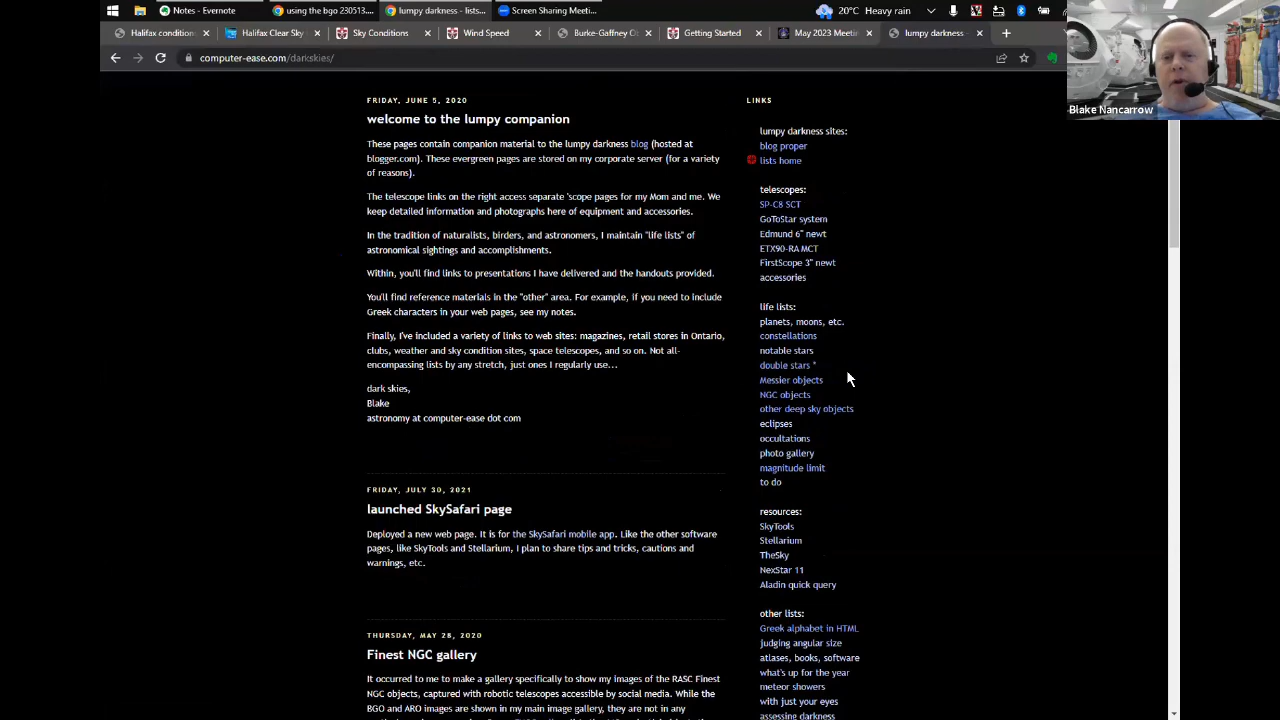 Notes - Evernote
using the bgo 230513....
lumpy darkness - lists...
Screen Sharing Meeti...
20°C Heavy rain
Halifax condition
Halifax Clear Sky
Sky Conditions
Wind Speed
Burke-Gaffney O
Getting Started
May 2023 Meeti
lumpy darkness
computer-ease.com/darkskies/
Blake Nancarrow
FRIDAY, JUNE 5, 2020
welcome to the lumpy companion
These pages contain companion material to the lumpy darkness blog (hosted at
blogger.com). These evergreen pages are stored on my corporate server (for a variety
of reasons).
The telescope links on the right access separate 'scope pages for my Mom and me. We
keep detailed information and photographs here of equipment and accessories.
In the tradition of naturalists, birders, and astronomers, I maintain "life lists" of
astronomical sightings and accomplishments.
Within, you'll find links to presentations I have delivered and the handouts provided.
You'll find reference materials in the "other" area. For example, if you need to include
Greek characters in your web pages, see my notes.
Finally, I've included a variety of links to web sites: magazines, retail stores in Ontario,
clubs, weather and sky condition sites, space telescopes, and so on. Not all-
encompassing lists by any stretch, just ones I regularly use...
dark skies,
Blake
astronomy at computer-ease dot com
FRIDAY, JULY 30, 2021
launched SkySafari page
Deployed a new web page. It is for the SkySafari mobile app. Like the other software
pages, like SkyTools and Stellarium, I plan to share tips and tricks, cautions and
warnings, etc.
THURSDAY, MAY 28, 2020
Finest NGC gallery
It occurred to me to make a gallery specifically to show my images of the RASC Finest
NGC objects, captured with robotic telescopes accessible by social media. While the
BGO and ARO images are shown in my main image gallery, they are not in any
LINKS
lumpy darkness sites:
blog proper
lists home
telescopes:
SP-C8 SCT
GoToStar system
Edmund 6" newt
ETX90-RA MCT
FirstScope 3" newt
accessories
life lists:
planets, moons, etc.
constellations
notable stars
double stars *
Messier objects
NGC objects
other deep sky objects
eclipses
occultations
photo gallery
magnitude limit
to do
resources:
SkyTools
Stellarium
TheSky
NexStar 11
Aladin quick query
other lists:
Greek alphabet in HTML
judging angular size
atlases, books, software
what's up for the year
meteor showers
with just your eyes
assessing darkness